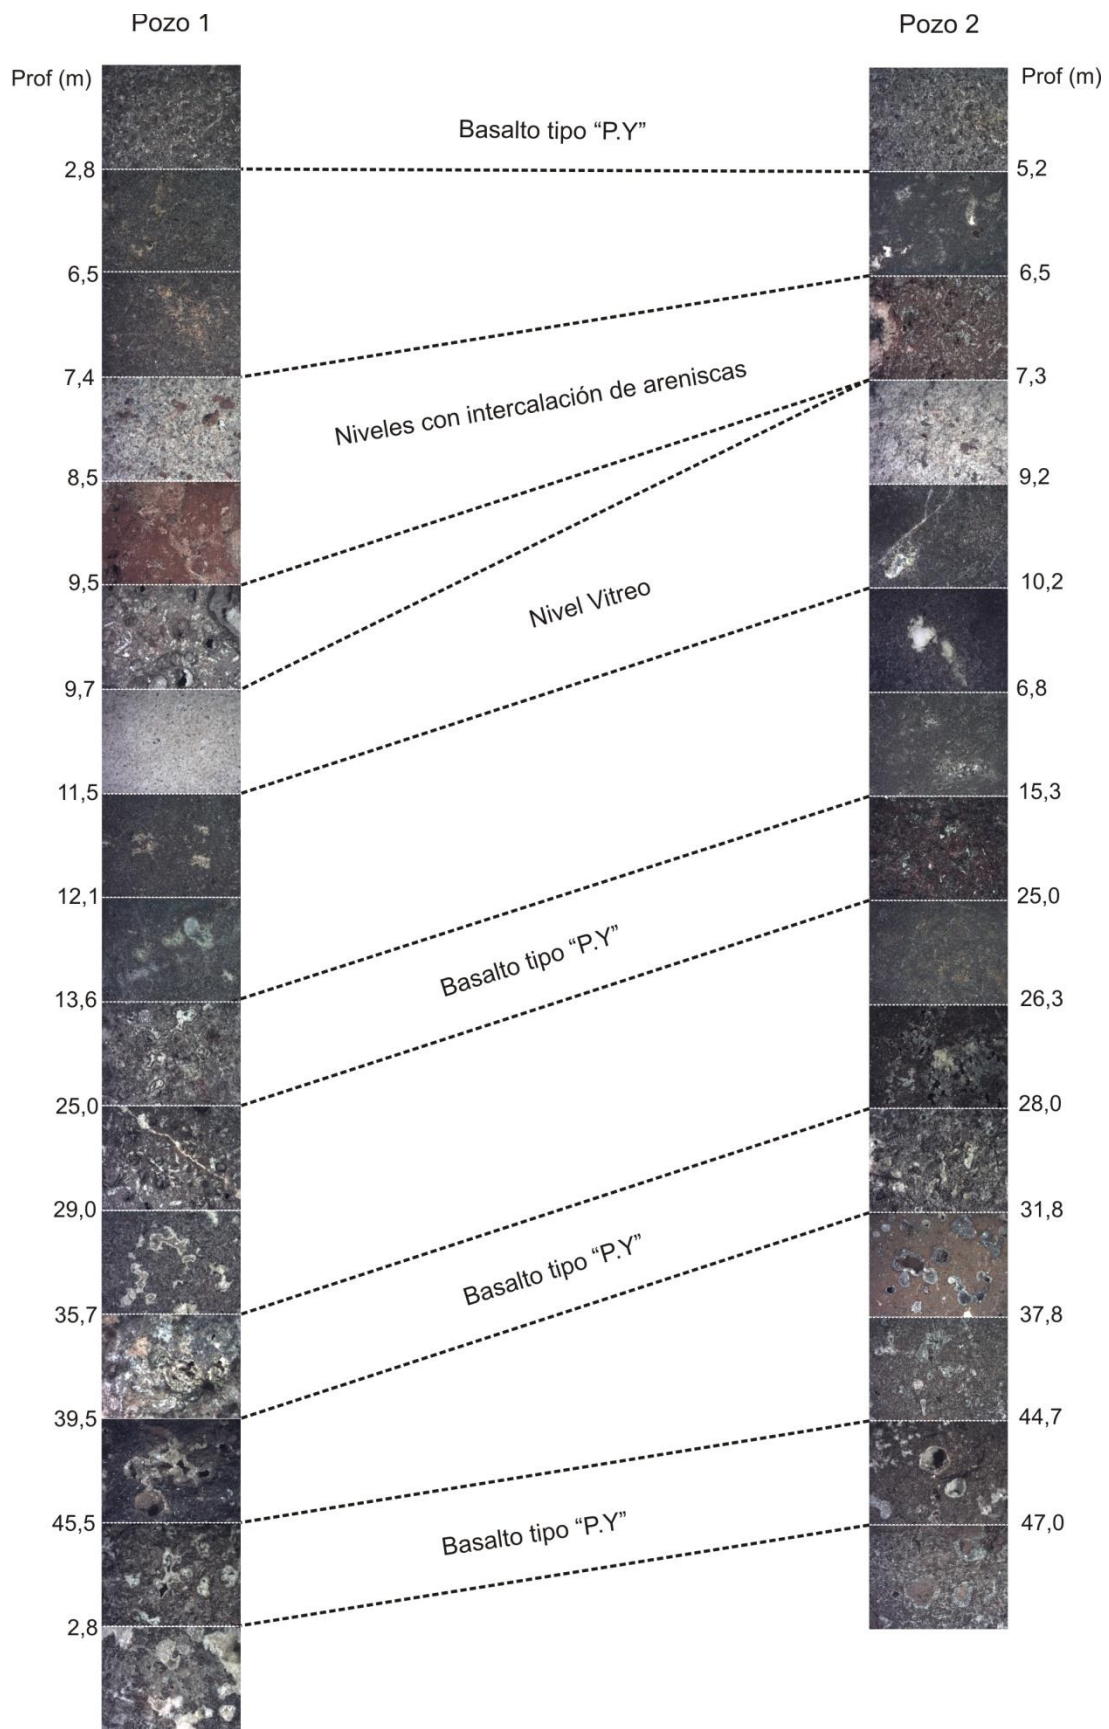 Pozo 1
Pozo 2
Prof (m)
Prof (m)
Basalto tipo “P.Y”
2,8
5,2
6,5
6,5
7,4
7,3
Niveles con intercalación de areniscas
8,5
9,2
9,5
10,2
Nivel Vitreo
9,7
6,8
11,5
15,3
12,1
25,0
Basalto tipo “P.Y”
13,6
26,3
25,0
28,0
29,0
31,8
Basalto tipo “P.Y”
35,7
37,8
39,5
44,7
45,5
47,0
Basalto tipo “P.Y”
2,8